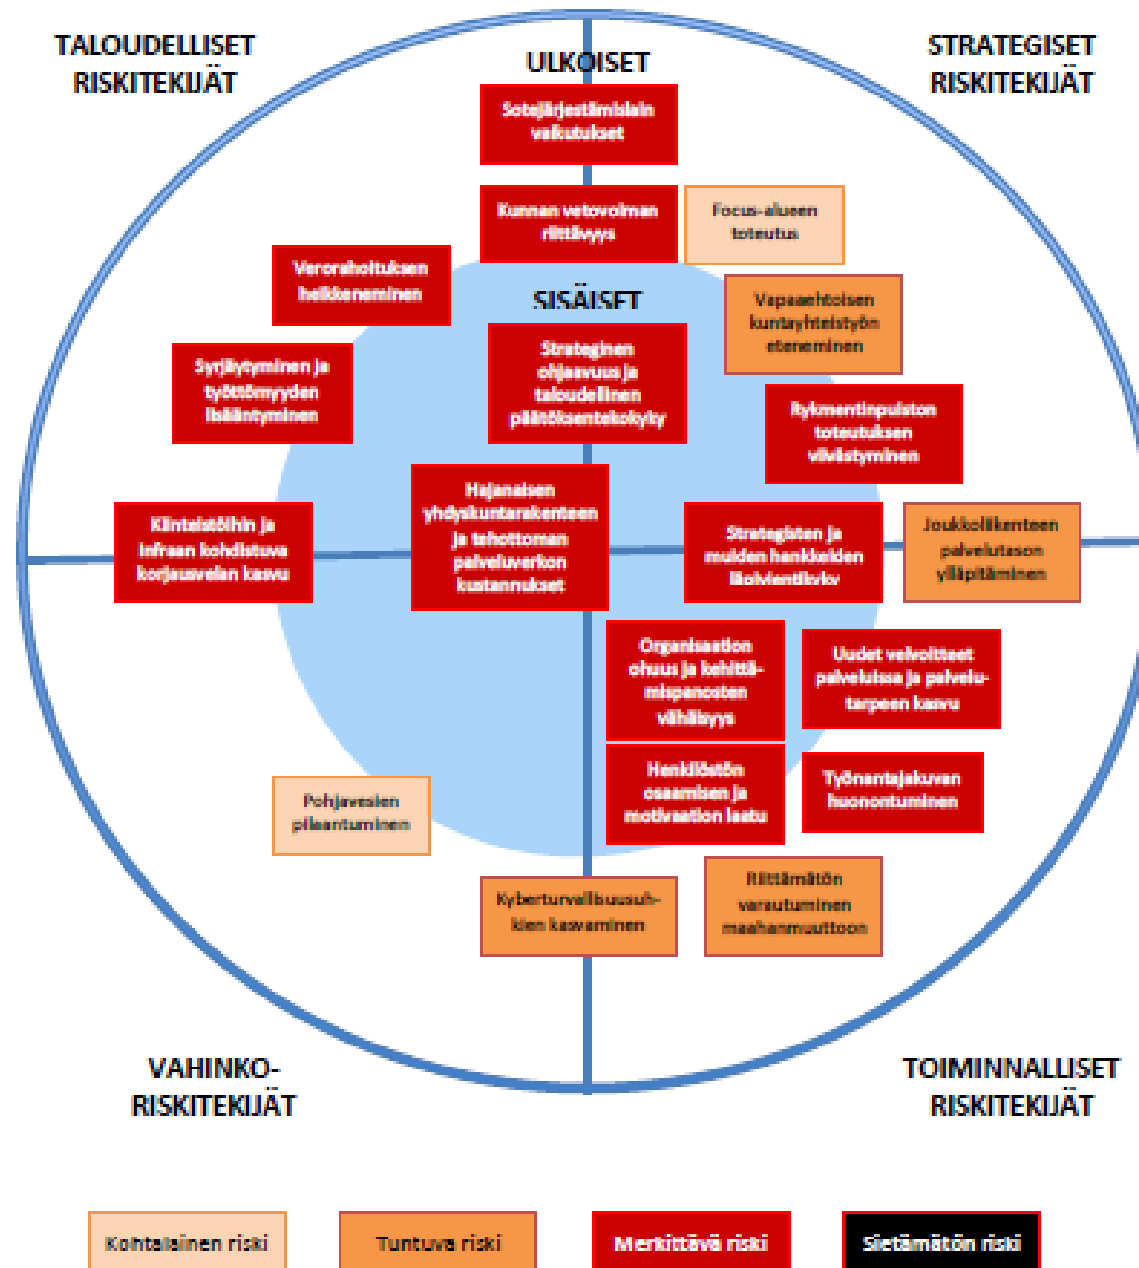 TALOUDELLISET
RISKITEKIJÄT
ULKOISET
STRATEGISET
RISKITEKIJÄT
Sotejärjestämislain
vaikutukset
Kunnan vetovoiman
riittävyys
Focus-alueen
toteutus
Verorahoituksen
heikkeneminen
SISÄISET
Vapaaehtoisen
kuntayhteistyön
eteneminen
Strateginen
ohjaavuus ja
taloudellinen
päätöksentekokyky
Syrjäytyminen ja
työttömyyden
lisääntyminen
Rykmentinpuiston
toteutuksen
viivästyminen
Hajanaisen
yhdyskuntarakenteen
ja tehottoman
palveluverkon
kustannukset
Kiinteistöihin ja
infraan kohdistuva
korjausvelan kasvu
Strategisten ja
muiden hankkeiden
läpivientikyky
Joukkoliikenteen
palvelutason
ylläpitäminen
Organisaation
ohuus ja kehittä-
mispanosten
vähäisyys
Uudet velvoitteet
palveluissa ja palvelu-
tarpeen kasvu
Henkilöstön
osaamisen ja
motivaation laatu
Työnantajakuvan
huonontuminen
Pohjavesien
pilaantuminen
Kyberturvallisuusuh-
kien kasvaminen
Riittämätön
varautuminen
maahanmuuttoon
VAHINKO-
RISKITEKIJÄT
TOIMINNALLISET
RISKITEKIJÄT
Kohtalainen riski
Tuntuva riski
Merkittävä riski
Sietämätön riski